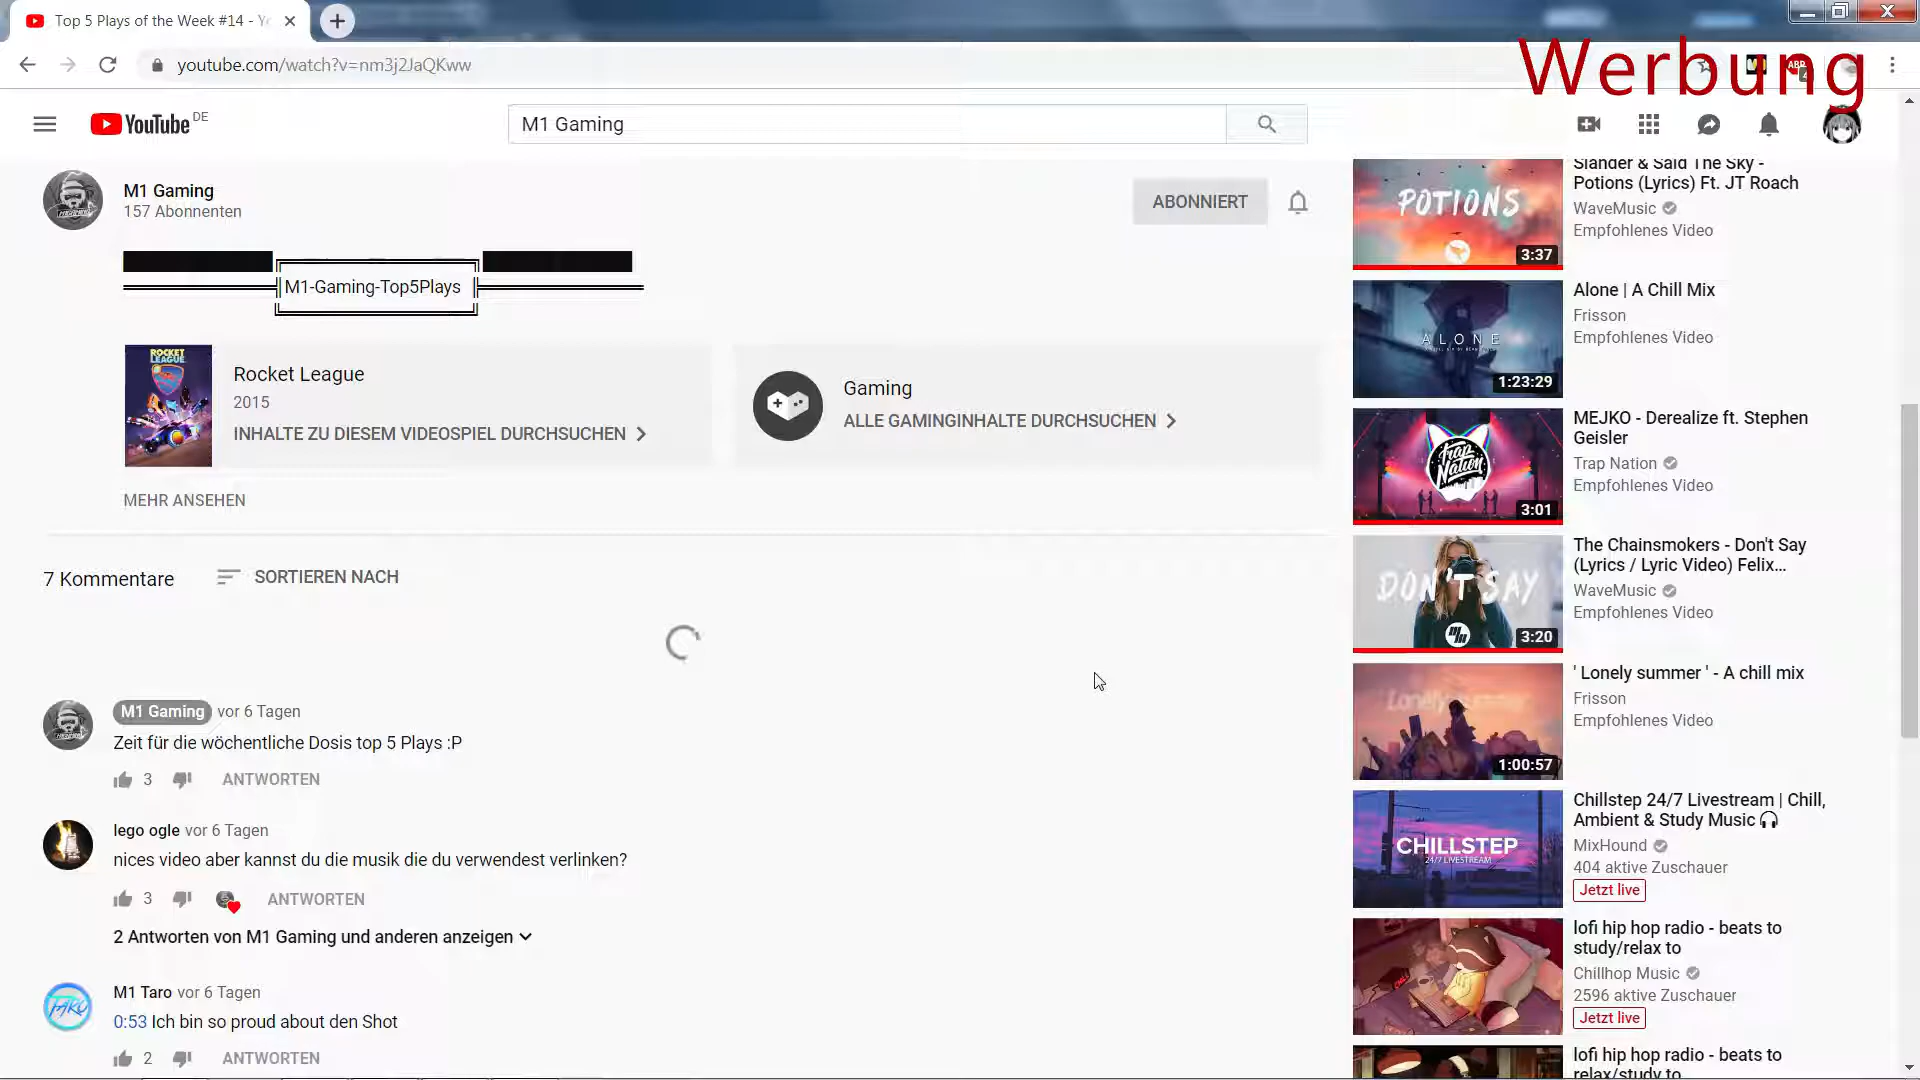 Top 5 Plays of the Week #14 - Y
youtube.com/watch?v=nm3j2JaQKww
Werbung
YouTube DE
M1 Gaming
M1 Gaming
157 Abonnenten
ABONNIERT
M1-Gaming-Top5Plays
ROCKET LEAGUE
Rocket League
2015
INHALTE ZU DIESEM VIDEOSPIEL DURCHSUCHEN
Gaming
ALLE GAMINGINHALTE DURCHSUCHEN
MEHR ANSEHEN
7 Kommentare
SORTIEREN NACH
M1 Gaming vor 6 Tagen
Zeit für die wöchentliche Dosis top 5 Plays :P
3 ANTWORTEN
lego ogle vor 6 Tagen
nices video aber kannst du die musik die du verwendest verlinken?
3 ANTWORTEN
2 Antworten von M1 Gaming und anderen anzeigen
TARO
M1 Taro vor 6 Tagen
0:53 Ich bin so proud about den Shot
2 ANTWORTEN
POTIONS
3:37
Slander & Said The Sky -
Potions (Lyrics) Ft. JT Roach
WaveMusic
Empfohlenes Video
ALONE
1:23:29
Alone | A Chill Mix
Frisson
Empfohlenes Video
Trap Nation
3:01
MEJKO - Derealize ft. Stephen
Geisler
Trap Nation
Empfohlenes Video
DON'T SAY
3:20
The Chainsmokers - Don't Say
(Lyrics / Lyric Video) Felix...
WaveMusic
Empfohlenes Video
Lonely summer
1:00:57
' Lonely summer ' - A chill mix
Frisson
Empfohlenes Video
CHILLSTEP
24/7 LIVESTREAM
Chillstep 24/7 Livestream | Chill,
Ambient & Study Music 🎧
MixHound
404 aktive Zuschauer
Jetzt live
lofi hip hop radio - beats to
study/relax to
Chillhop Music
2596 aktive Zuschauer
Jetzt live
lofi hip hop radio - beats to
relax/study to